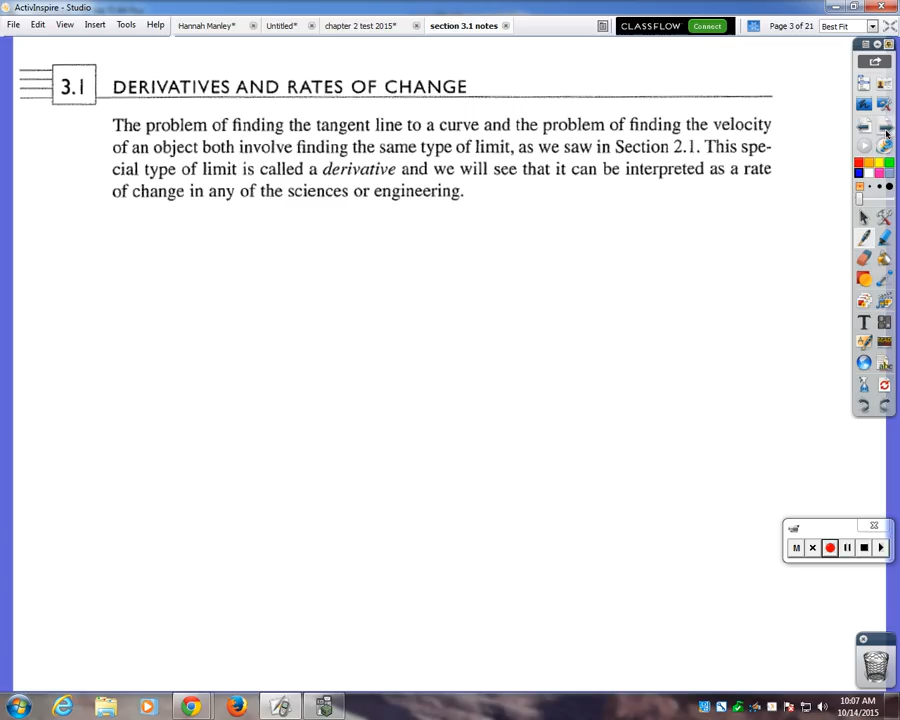 ActivInspire - Studio
File Edit View Insert Tools Help
Hannah Manley* Untitled* chapter 2 test 2015* section 3.1 notes CLASSFLOW Connect Page 3 of 21 Best Fit
3.1 DERIVATIVES AND RATES OF CHANGE
The problem of finding the tangent line to a curve and the problem of finding the velocity
of an object both involve finding the same type of limit, as we saw in Section 2.1. This spe-
cial type of limit is called a derivative and we will see that it can be interpreted as a rate
of change in any of the sciences or engineering.
M
10:07 AM
10/14/2015